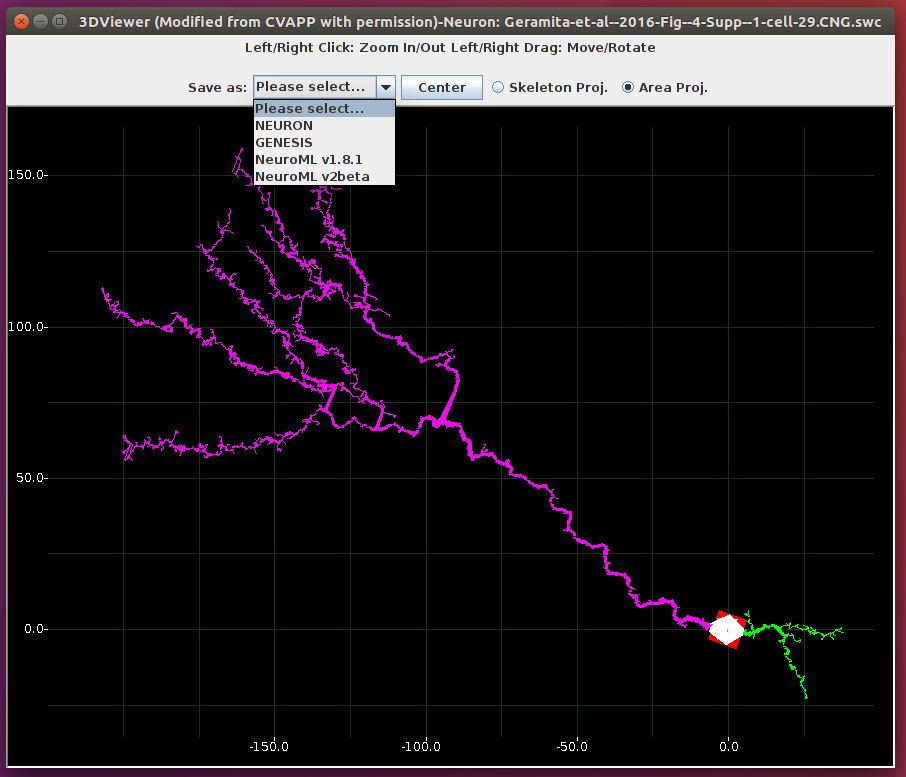 3DViewer (Modified from CVAPP with permission)-Neuron: Geramita-et-al--2016-Fig--4-Supp--1-cell-29.CNG.swc
Left/Right Click: Zoom In/Out Left/Right Drag: Move/Rotate
Save as: Please select... Center Skeleton Proj. Area Proj.
Please select...
NEURON
GENESIS
NeuroML v1.8.1
NeuroML v2beta
150.0-
100.0-
50.0-
0.0-
-150.0 -100.0 -50.0 0.0